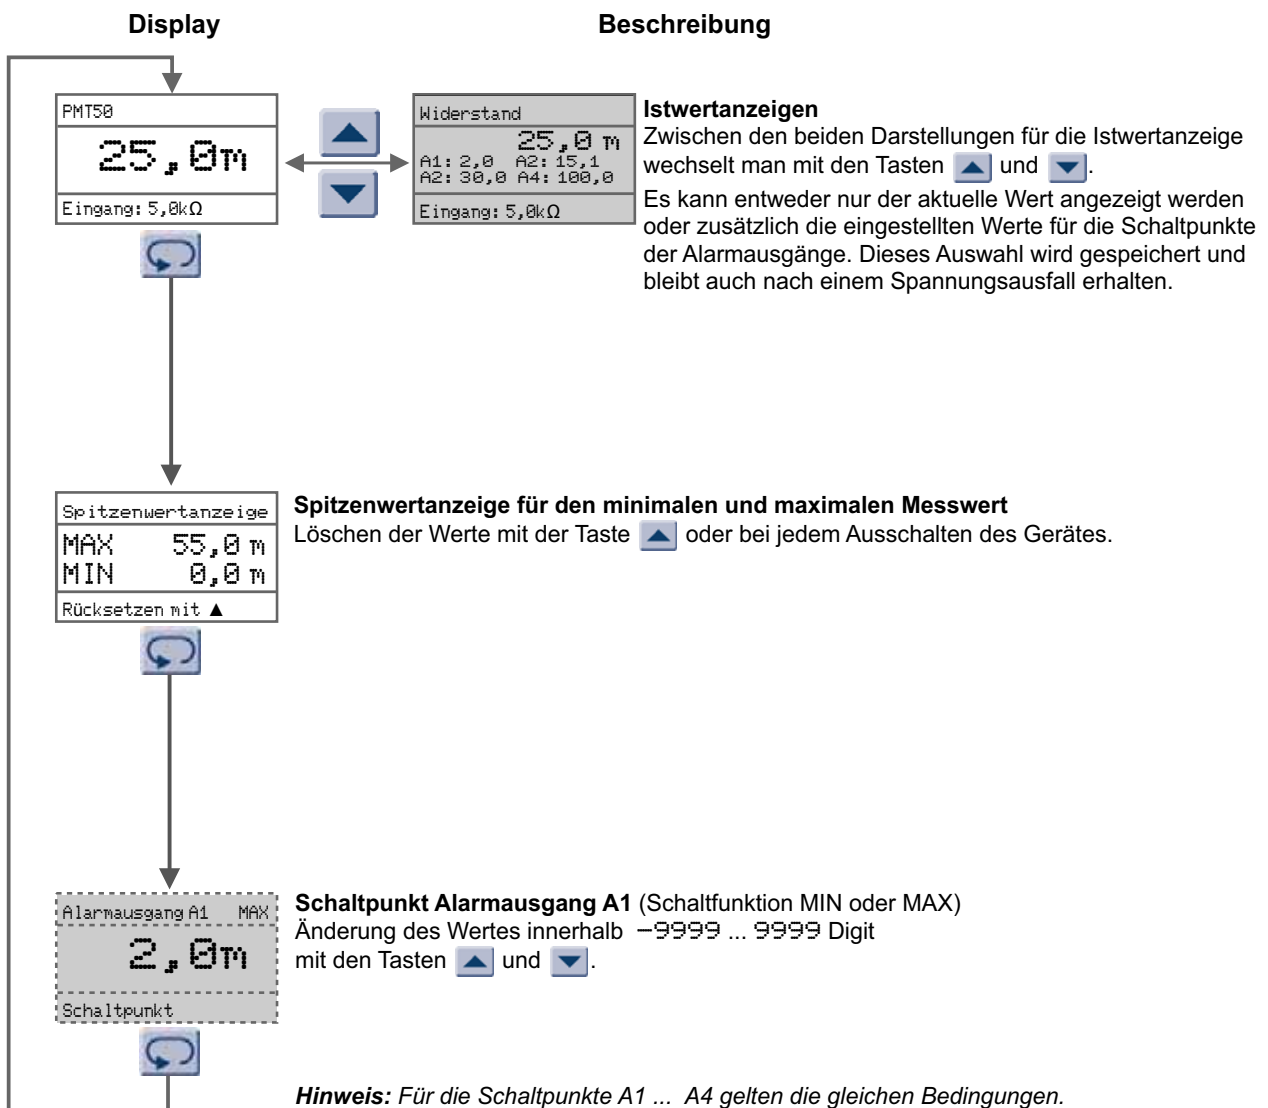 Display
Beschreibung
PMT50
25,0m
Eingang: 5,0kΩ
Widerstand
25,0 m
A1: 2,0 A2: 15,1
A2: 30,0 A4: 100,0
Eingang: 5,0kΩ
Istwertanzeigen
Zwischen den beiden Darstellungen für die Istwertanzeige
wechselt man mit den Tasten ▲ und ▼.
Es kann entweder nur der aktuelle Wert angezeigt werden
oder zusätzlich die eingestellten Werte für die Schaltpunkte
der Alarmausgänge. Dieses Auswahl wird gespeichert und
bleibt auch nach einem Spannungsausfall erhalten.
Spitzenwertanzeige
MAX 55,0 m
MIN 0,0 m
Rücksetzen mit ▲
Spitzenwertanzeige für den minimalen und maximalen Messwert
Löschen der Werte mit der Taste ▲ oder bei jedem Ausschalten des Gerätes.
Alarmausgang A1 MAX
2,0m
Schaltpunkt
Schaltpunkt Alarmausgang A1 (Schaltfunktion MIN oder MAX)
Änderung des Wertes innerhalb -9999 ... 9999 Digit
mit den Tasten ▲ und ▼.
Hinweis: Für die Schaltpunkte A1 ... A4 gelten die gleichen Bedingungen.